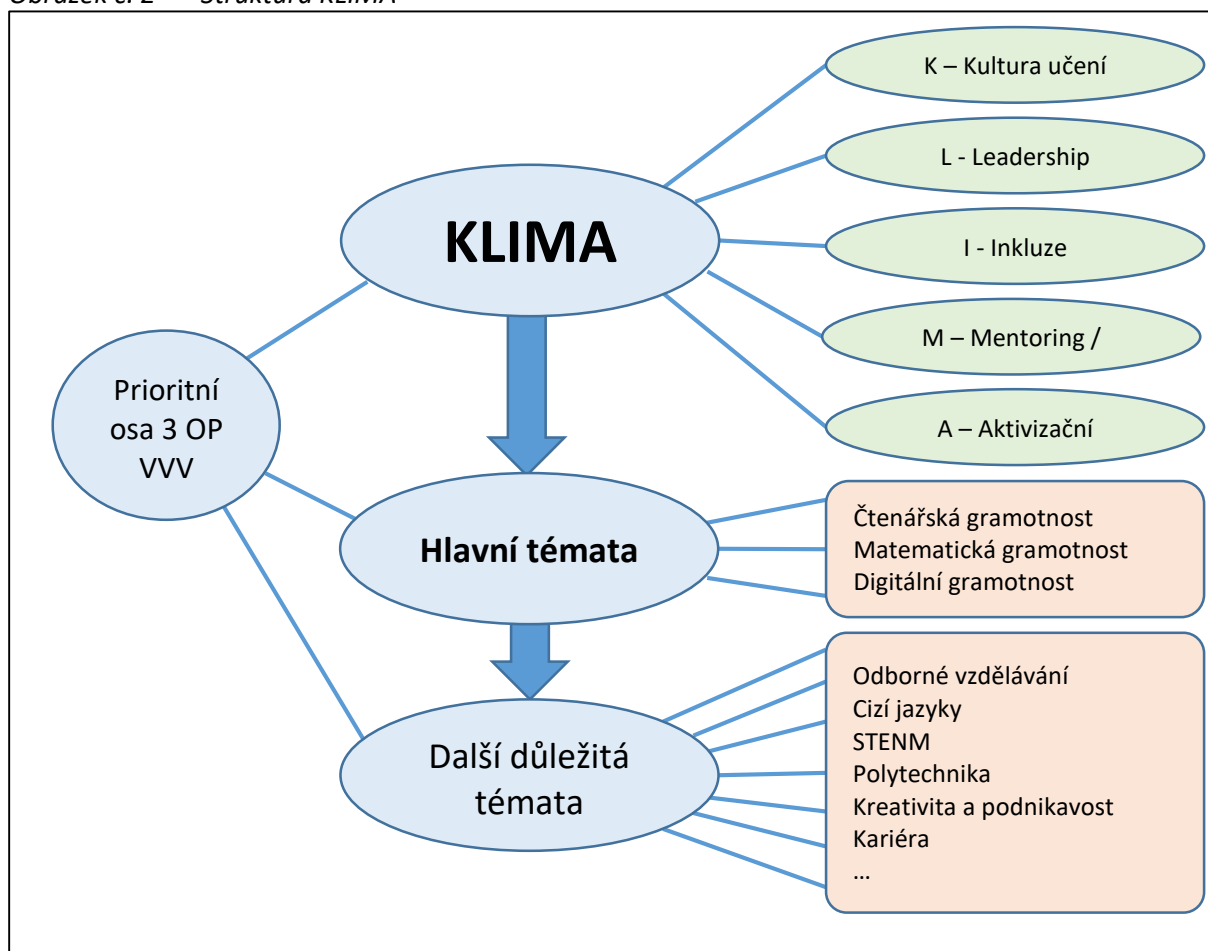 Obrázek č. 2 Struktura KLIMA
K – Kultura učení
L - Leadership
KLIMA
I - Inkluze
M – Mentoring /
Prioritní
osa 3 OP
VVV
A – Aktivizační
Hlavní témata
Čtenářská gramotnost
Matematická gramotnost
Digitální gramotnost
Další důležitá
témata
Odborné vzdělávání
Cizí jazyky
STENM
Polytechnika
Kreativita a podnikavost
Kariéra
…